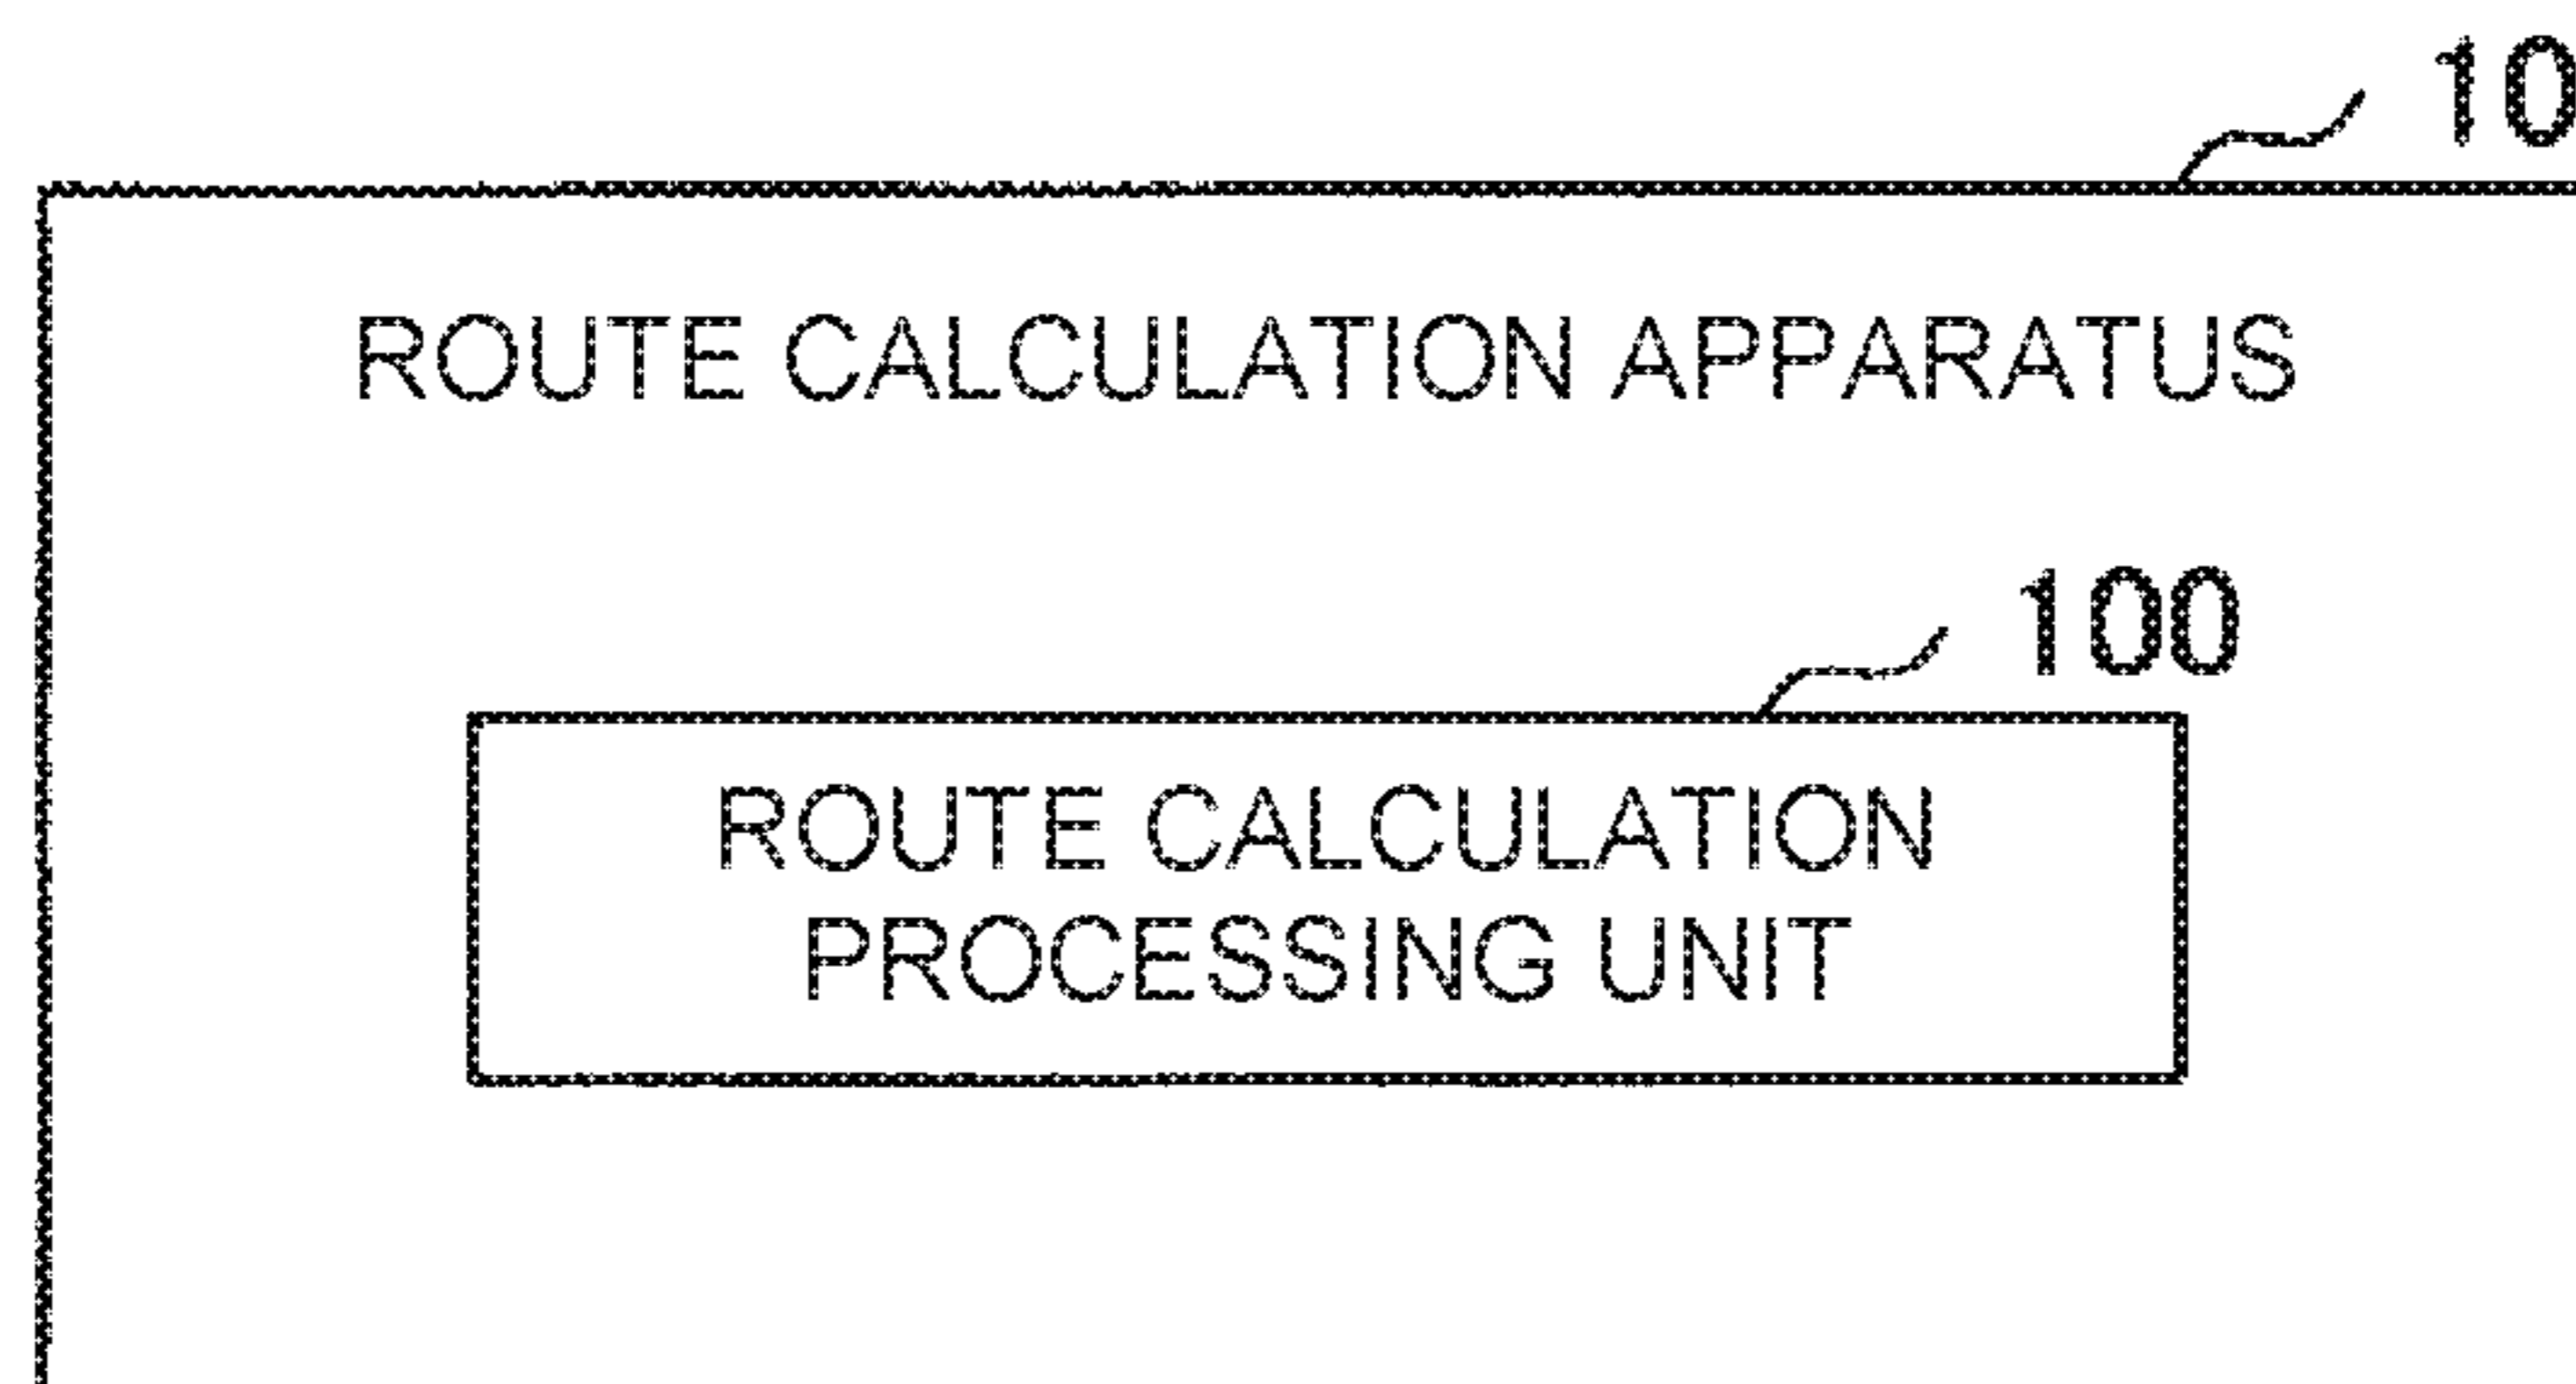 10
ROUTE CALCULATION APPARATUS
100
ROUTE CALCULATION
PROCESSING UNIT